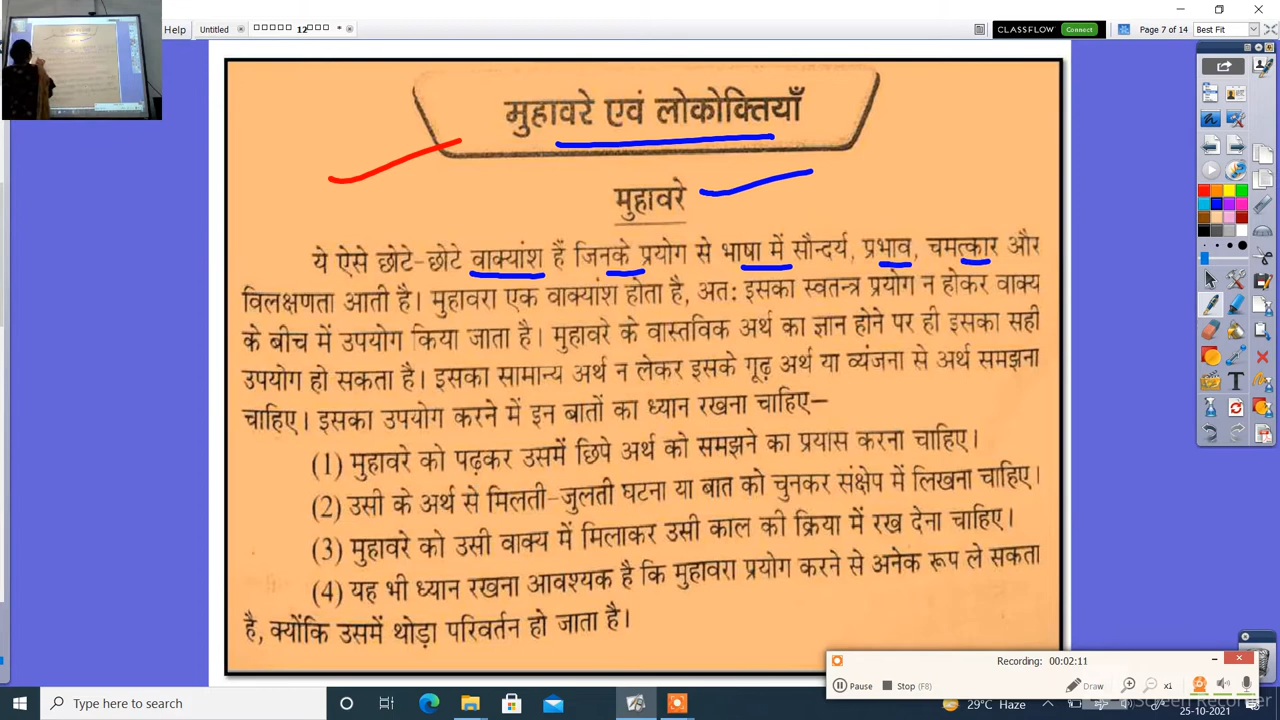 Help Untitled 12 * CLASSFLOW Connect Page 7 of 14 Best Fit
मुहावरे एवं लोकोक्तियाँ
मुहावरे
ये ऐसे छोटे-छोटे वाक्यांश हैं जिनके प्रयोग से भाषा में सौन्दर्य, प्रभाव, चमत्कार और
विलक्षणता आती है। मुहावरा एक वाक्यांश होता है, अत: इसका स्वतन्त्र प्रयोग न होकर वाक्य
के बीच में उपयोग किया जाता है। मुहावरे के वास्तविक अर्थ का ज्ञान होने पर ही इसका सही
उपयोग हो सकता है। इसका सामान्य अर्थ न लेकर इसके गूढ़ अर्थ या व्यंजना से अर्थ समझना
चाहिए। इसका उपयोग करने में इन बातों का ध्यान रखना चाहिए–
(1) मुहावरे को पढ़कर उसमें छिपे अर्थ को समझने का प्रयास करना चाहिए।
(2) उसी के अर्थ से मिलती-जुलती घटना या बात को चुनकर संक्षेप में लिखना चाहिए।
(3) मुहावरे को उसी वाक्य में मिलाकर उसी काल की क्रिया में रख देना चाहिए।
(4) यह भी ध्यान रखना आवश्यक है कि मुहावरा प्रयोग करने से अनेक रूप ले सकता
है, क्योंकि उसमें थोड़ा परिवर्तन हो जाता है।
Recording: 00:02:11
Pause Stop (F8) Draw x1
Screen Recorder
Type here to search 29°C Haze 25-10-2021